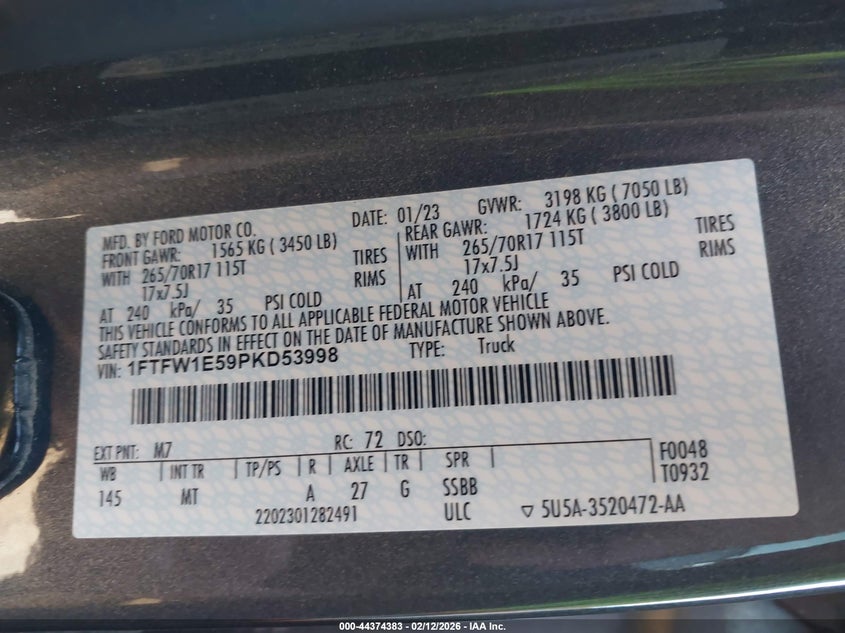 MFD. BY FORD MOTOR CO. DATE: 01/23 GVWR: 3198 KG ( 7050 LB)
FRONT GAWR: 1565 KG ( 3450 LB) REAR GAWR: 1724 KG ( 3800 LB)
WITH 265/70R17 115T TIRES WITH 265/70R17 115T TIRES
17x7.5J RIMS 17x7.5J RIMS
AT 240 kPa/ 35 PSI COLD AT 240 kPa/ 35 PSI COLD
THIS VEHICLE CONFORMS TO ALL APPLICABLE FEDERAL MOTOR VEHICLE
SAFETY STANDARDS IN EFFECT ON THE DATE OF MANUFACTURE SHOWN ABOVE.
VIN: 1FTFW1E59PKD53998 TYPE: Truck
EXT PNT: M7 RC: 72 DSO:
WB INT TR TP/PS R AXLE TR SPR F0048
145 MT A 27 G SSBB T0932
2202301282491 ULC ▽ 5U5A-3520472-AA
000-44374383 - 02/12/2026 - IAA Inc.